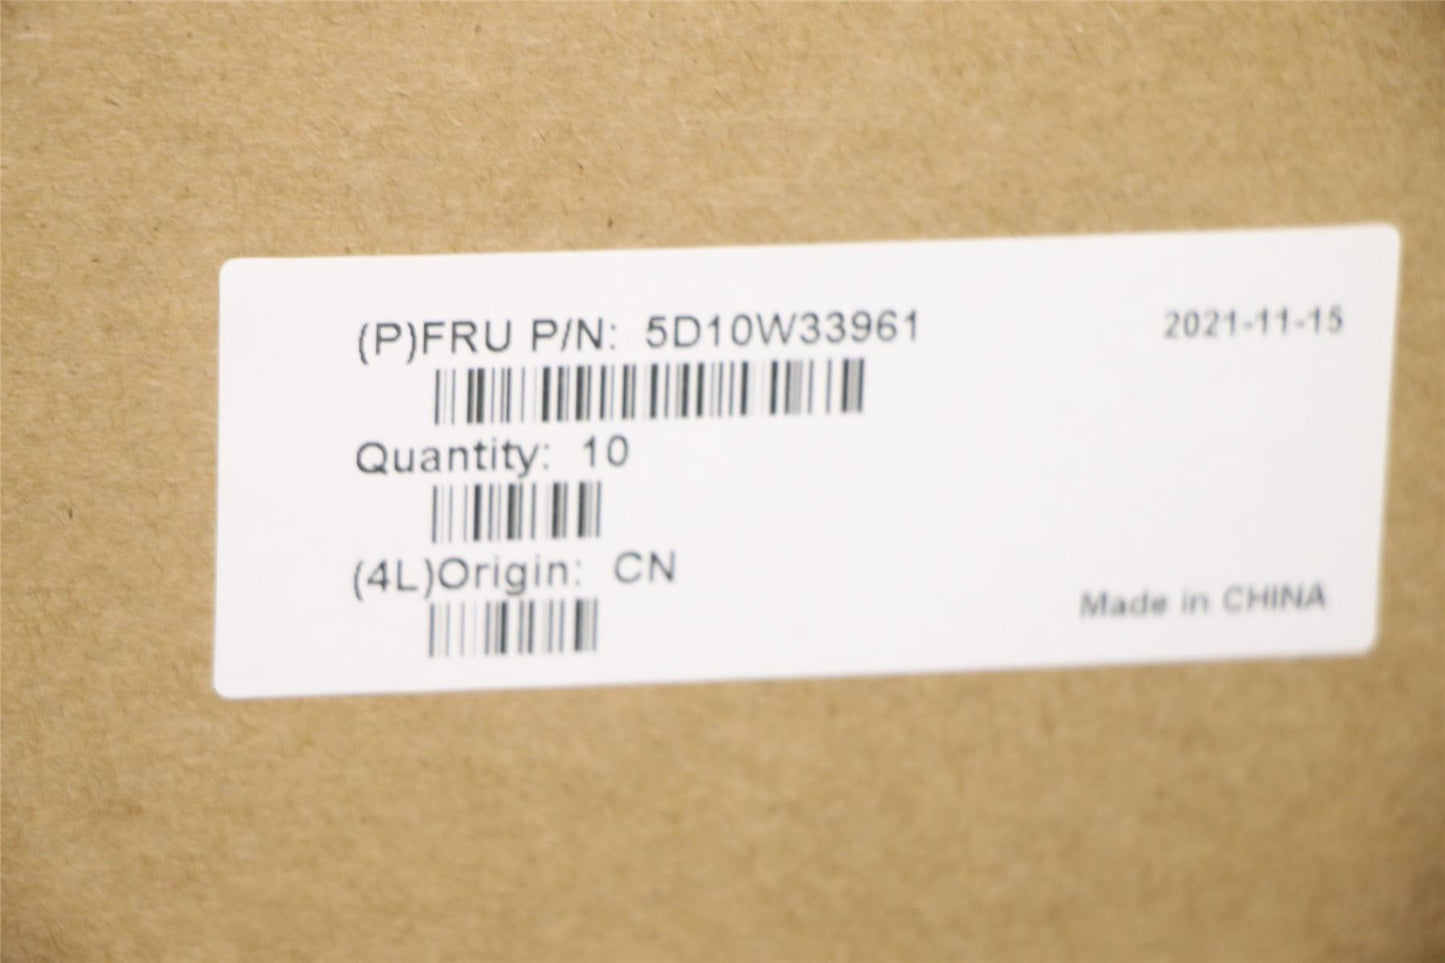 (P)FRU P/N: 5D10W33961
2021-11-15
Quantity: 10
(4L)Origin: CN
Made in CHINA